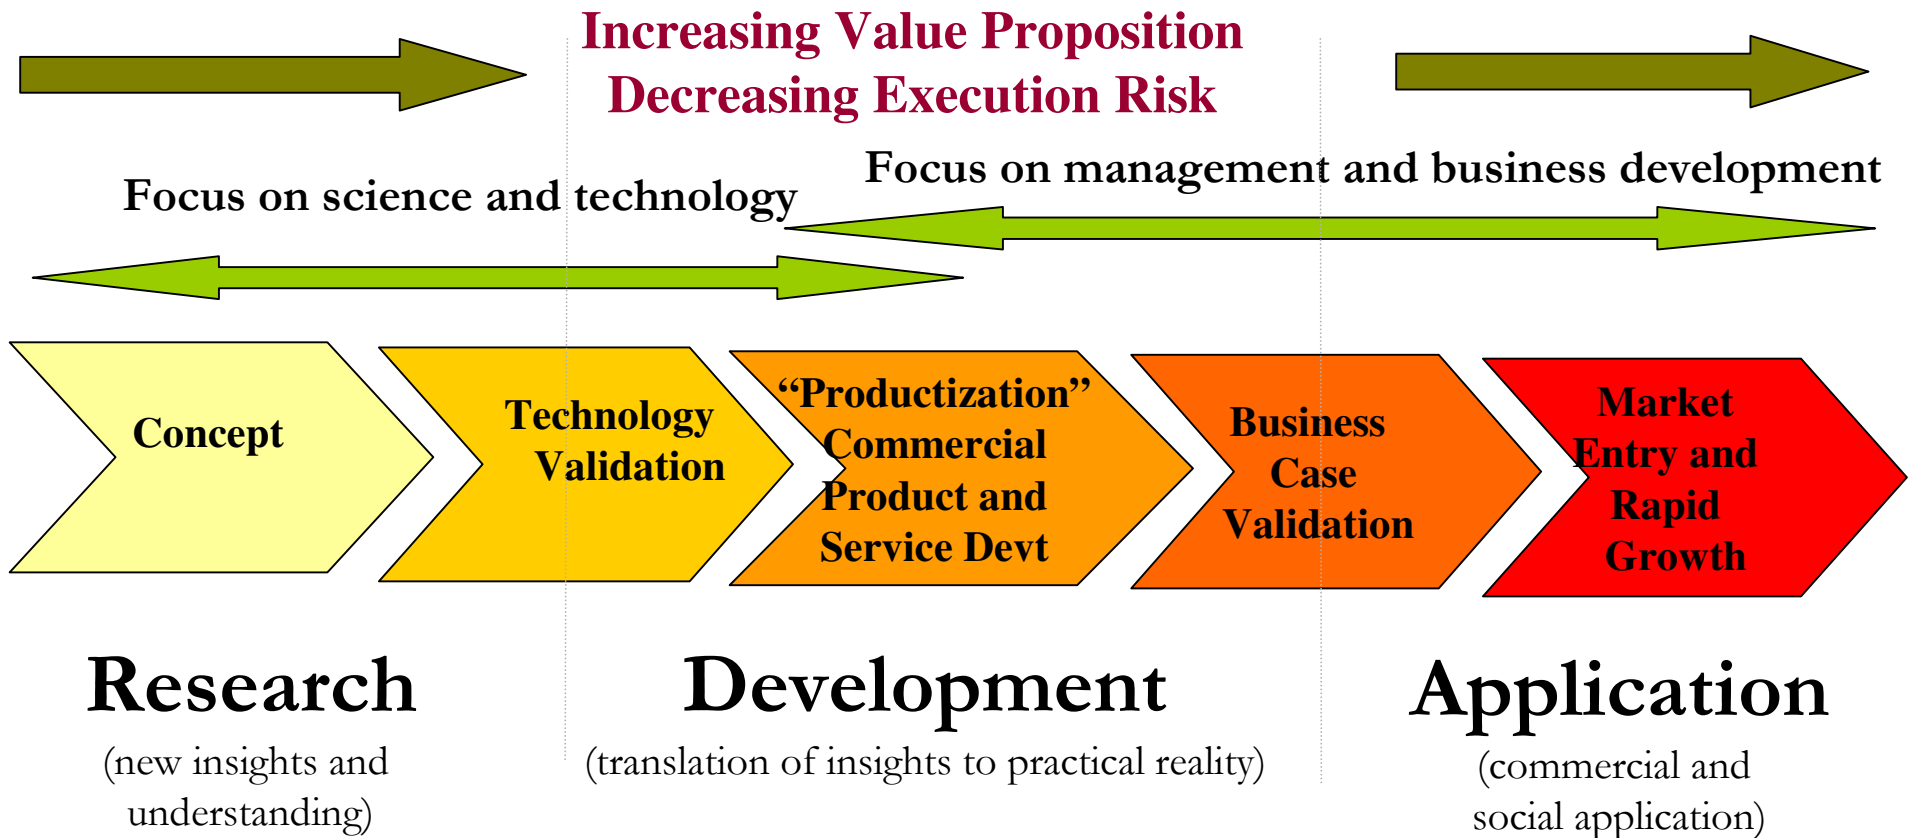 Increasing Value Proposition
Decreasing Execution Risk
Focus on science and technology
Focus on management and business development
Concept
Technology
Validation
“Productization”
Commercial
Product and
Service Devt
Business
Case
Validation
Market
Entry and
Rapid
Growth
Research
(new insights and
understanding)
Development
(translation of insights to practical reality)
Application
(commercial and
social application)